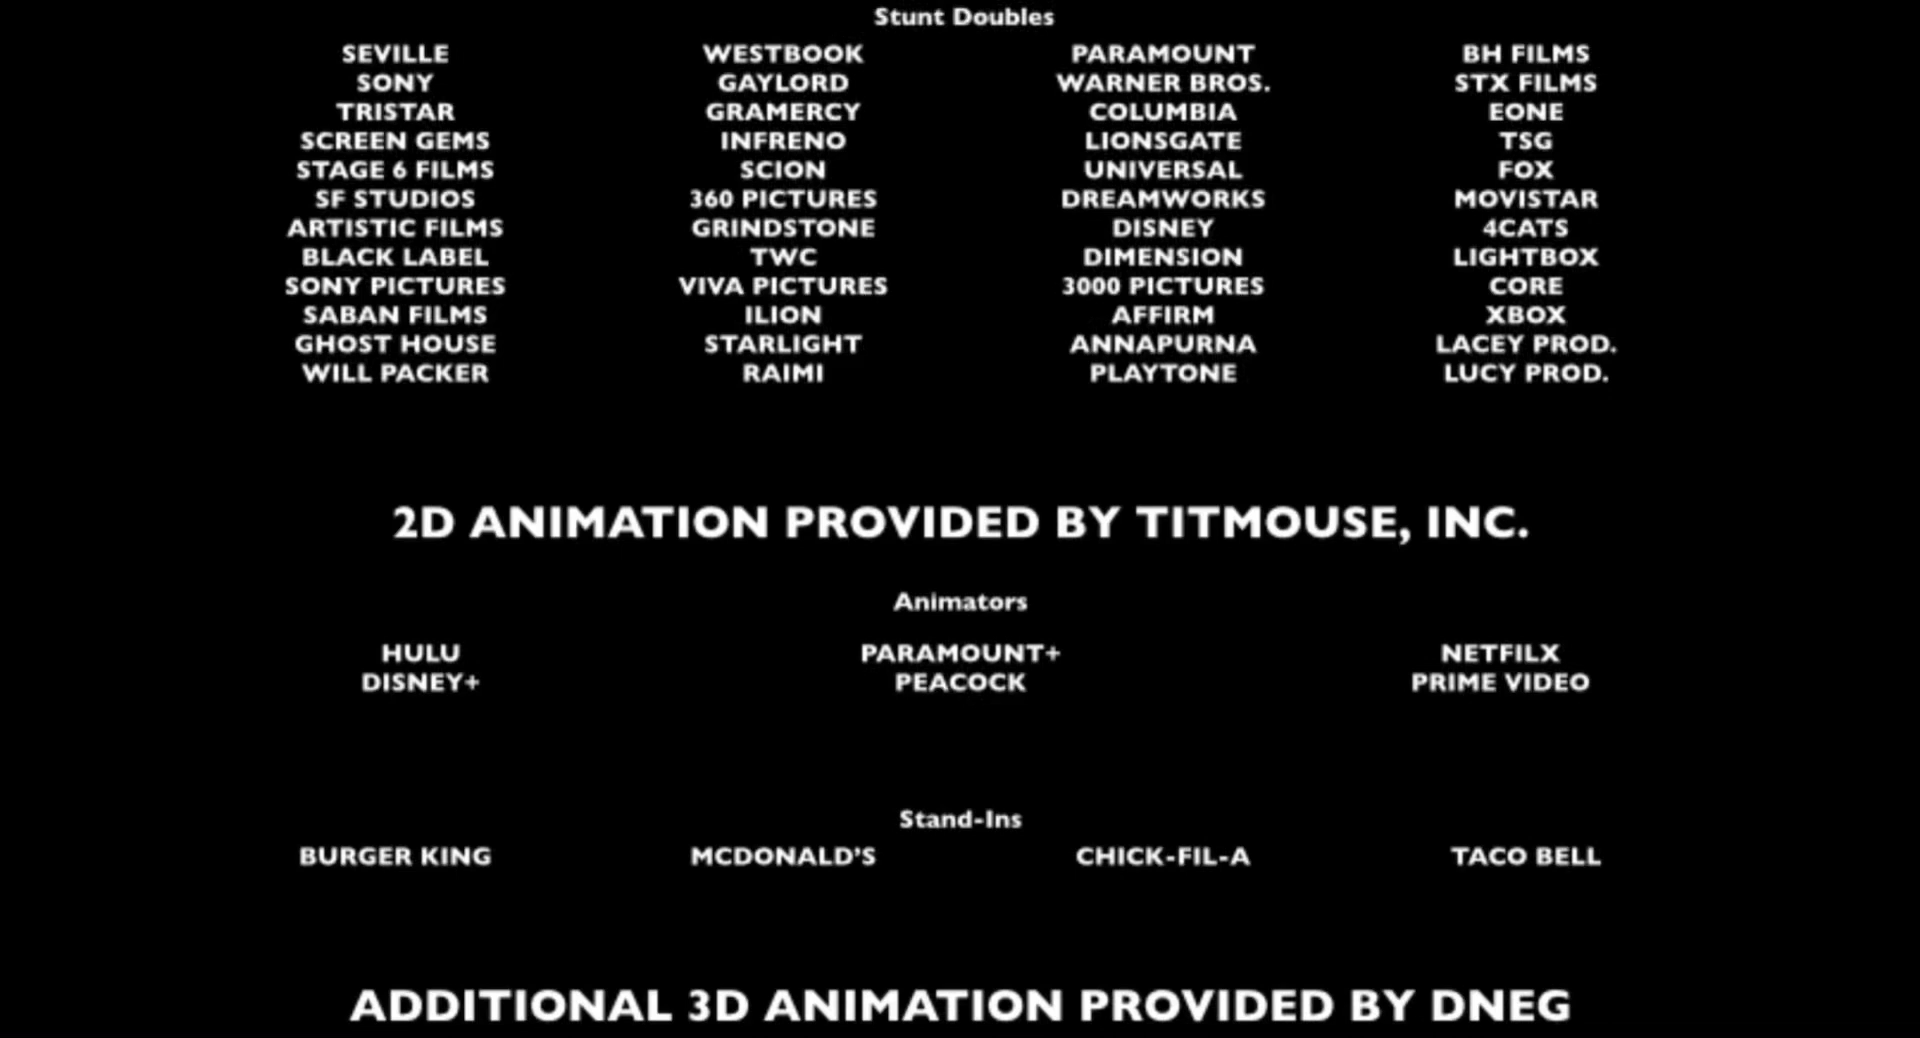 Stunt Doubles
SEVILLE WESTBOOK PARAMOUNT BH FILMS
SONY GAYLORD WARNER BROS. STX FILMS
TRISTAR GRAMERCY COLUMBIA EONE
SCREEN GEMS INFRENO LIONSGATE TSG
STAGE 6 FILMS SCION UNIVERSAL FOX
SF STUDIOS 360 PICTURES DREAMWORKS MOVISTAR
ARTISTIC FILMS GRINDSTONE DISNEY 4CATS
BLACK LABEL TWC DIMENSION LIGHTBOX
SONY PICTURES VIVA PICTURES 3000 PICTURES CORE
SABAN FILMS ILION AFFIRM XBOX
GHOST HOUSE STARLIGHT ANNAPURNA LACEY PROD.
WILL PACKER RAIMI PLAYTONE LUCY PROD.
2D ANIMATION PROVIDED BY TITMOUSE, INC.
Animators
HULU PARAMOUNT+ NETFILX
DISNEY+ PEACOCK PRIME VIDEO
Stand-Ins
BURGER KING MCDONALD'S CHICK-FIL-A TACO BELL
ADDITIONAL 3D ANIMATION PROVIDED BY DNEG